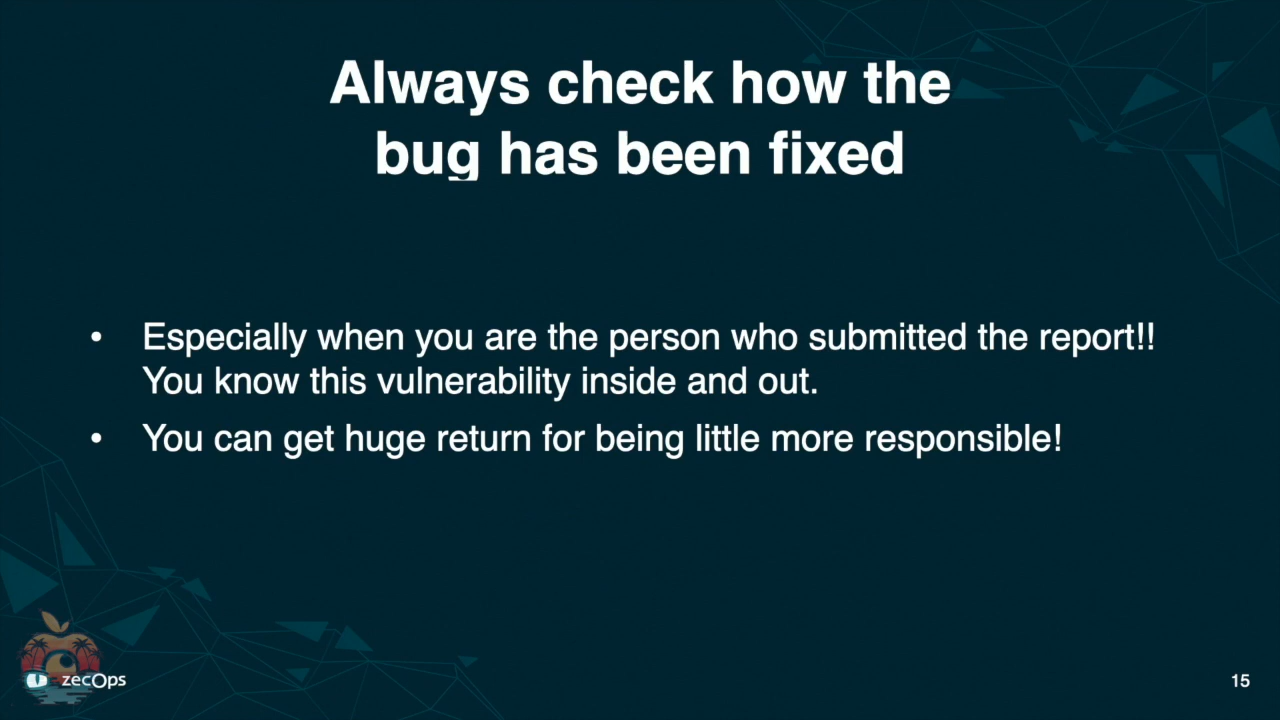 Always check how the
bug has been fixed
• Especially when you are the person who submitted the report!!
You know this vulnerability inside and out.
• You can get huge return for being little more responsible!
zecOps
15